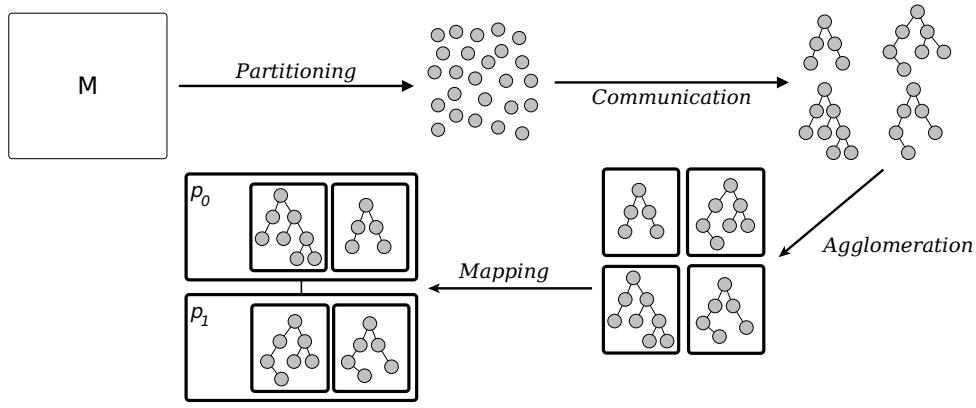 M
Partitioning
Communication
Agglomeration
Mapping
p0
p1